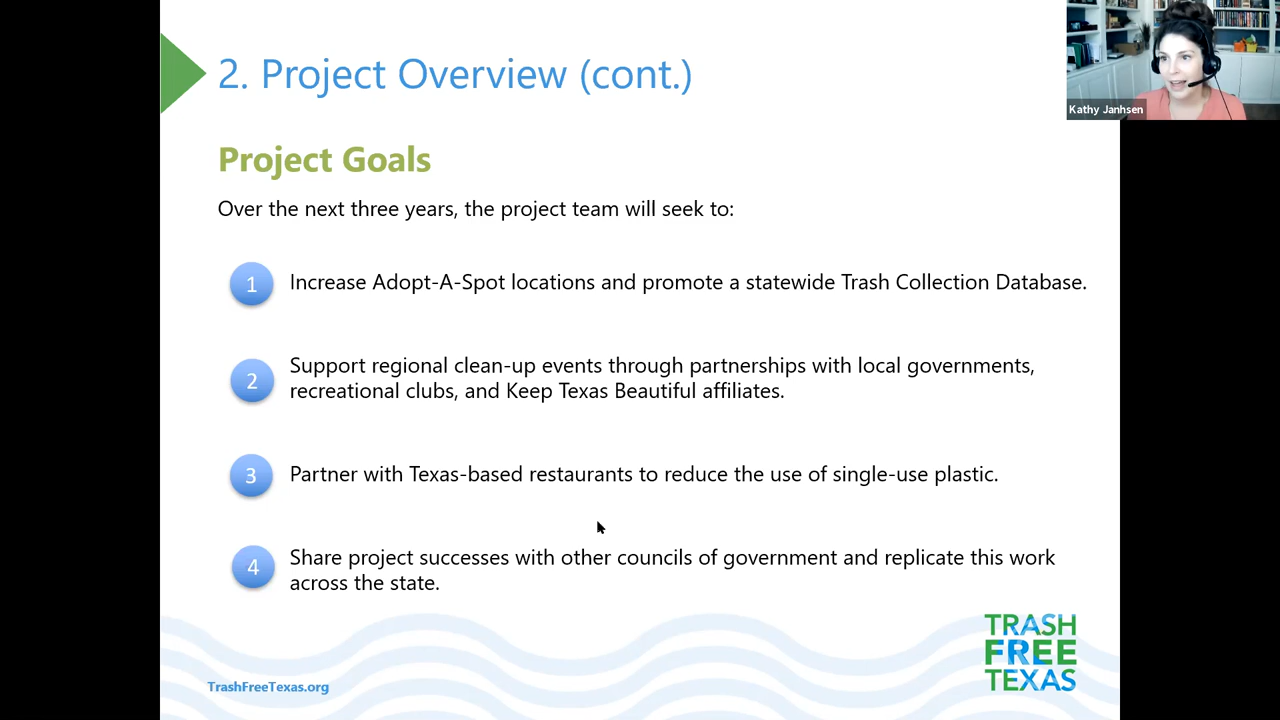 2. Project Overview (cont.)
Kathy Janhsen
Project Goals
Over the next three years, the project team will seek to:
1
Increase Adopt-A-Spot locations and promote a statewide Trash Collection Database.
2
Support regional clean-up events through partnerships with local governments,
recreational clubs, and Keep Texas Beautiful affiliates.
3
Partner with Texas-based restaurants to reduce the use of single-use plastic.
4
Share project successes with other councils of government and replicate this work
across the state.
TrashFreeTexas.org
TRASH
FREE
TEXAS